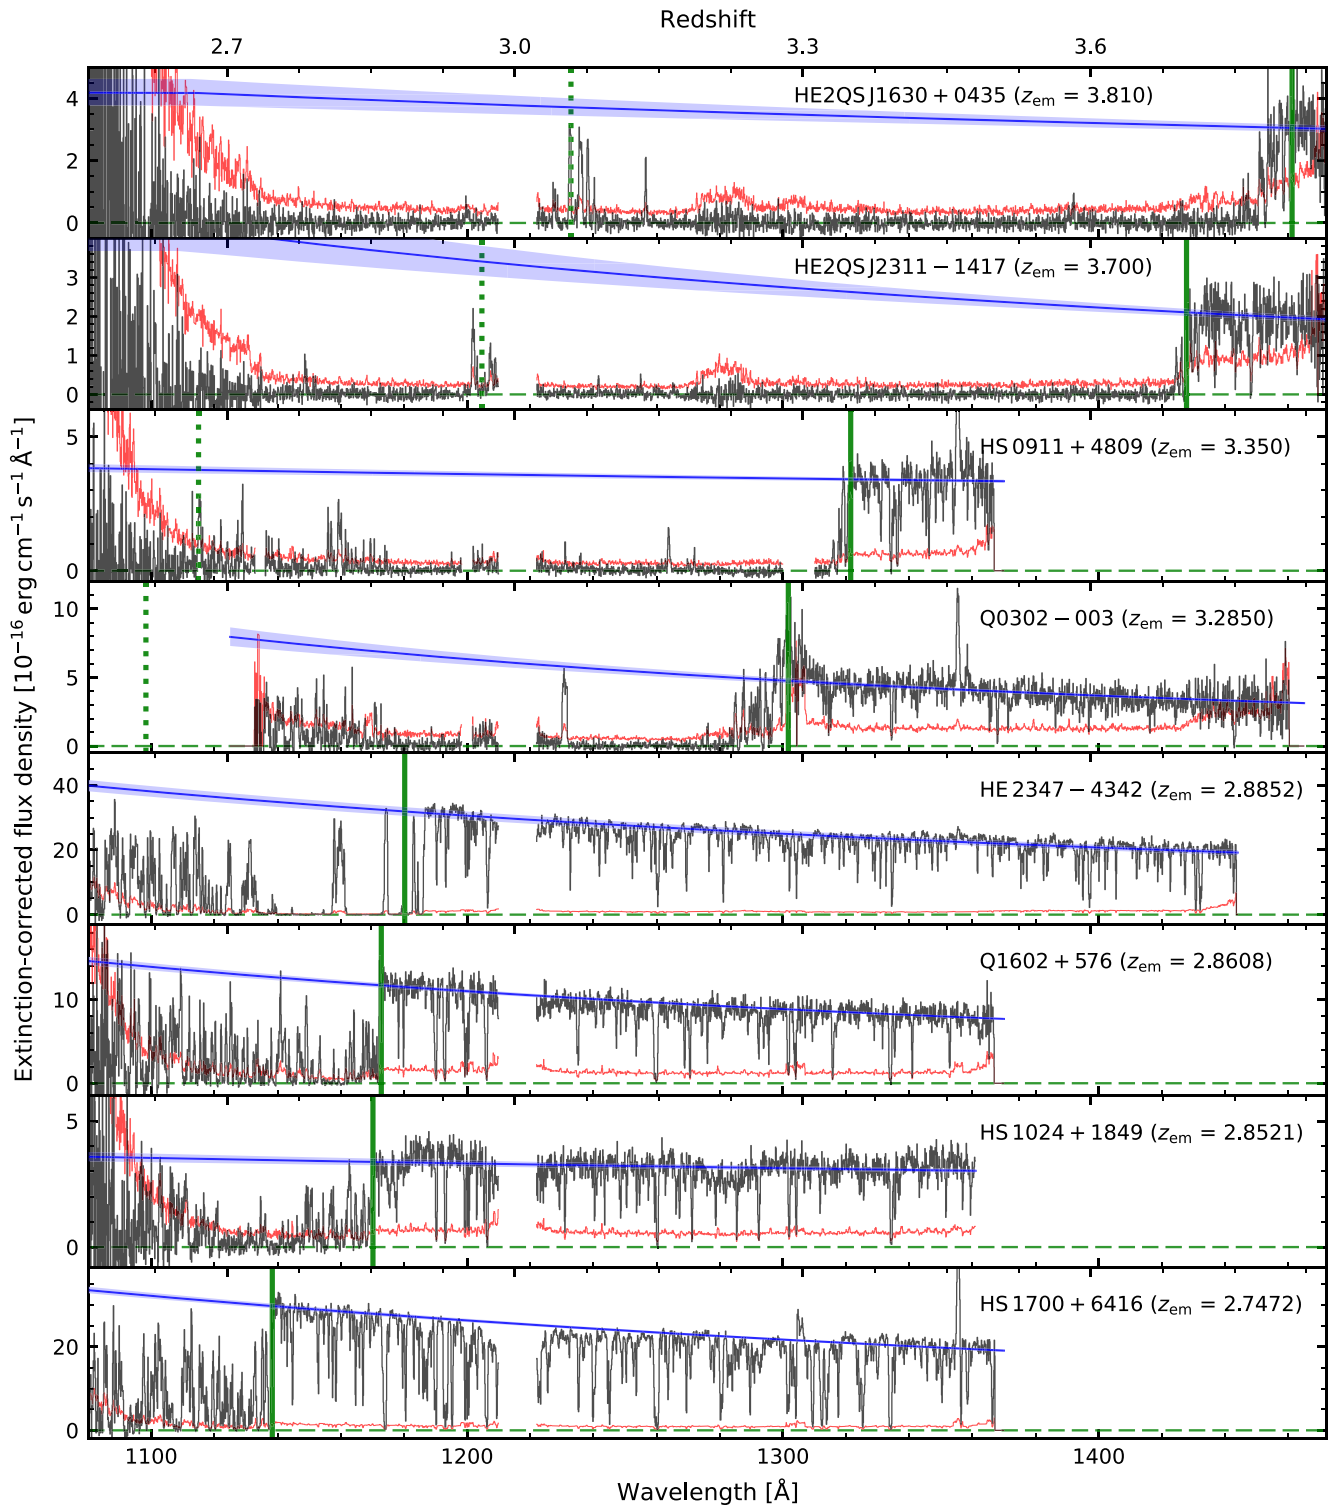 Redshift
2.7 3.0 3.3 3.6
HE2QS J1630 + 0435 (z_em = 3.810)
4
2
0
HE2QS J2311 − 1417 (z_em = 3.700)
3
2
1
0
HS 0911 + 4809 (z_em = 3.350)
5
0
Q0302 − 003 (z_em = 3.2850)
10
5
0
HE 2347 − 4342 (z_em = 2.8852)
40
20
0
Q1602 + 576 (z_em = 2.8608)
10
0
HS 1024 + 1849 (z_em = 2.8521)
5
0
HS 1700 + 6416 (z_em = 2.7472)
20
0
Extinction-corrected flux density [10⁻¹⁶ erg cm⁻¹ s⁻¹ Å⁻¹]
1100 1200 1300 1400
Wavelength [Å]